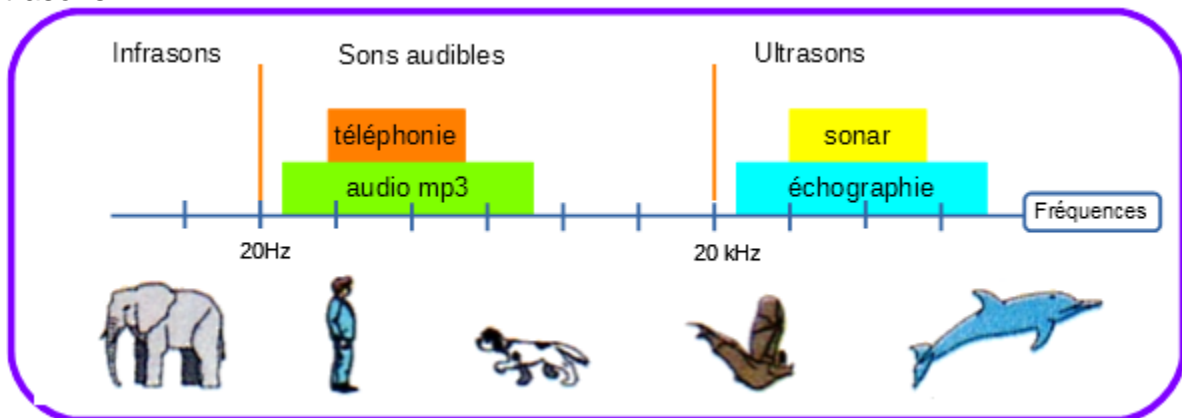 Infrasons Sons audibles Ultrasons
téléphonie sonar
audio mp3 échographie
Fréquences
20Hz 20 kHz